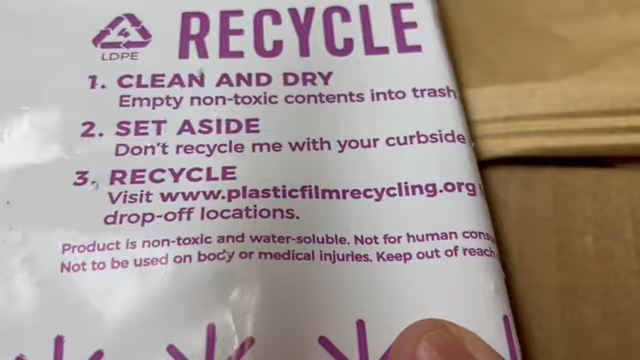 4
LDPE
RECYCLE
1. CLEAN AND DRY
Empty non-toxic contents into trash
2. SET ASIDE
Don't recycle me with your curbside
3. RECYCLE
Visit www.plasticfilmrecycling.org
drop-off locations.
Product is non-toxic and water-soluble. Not for human
Not to be used on body or medical injuries. Keep out of reach